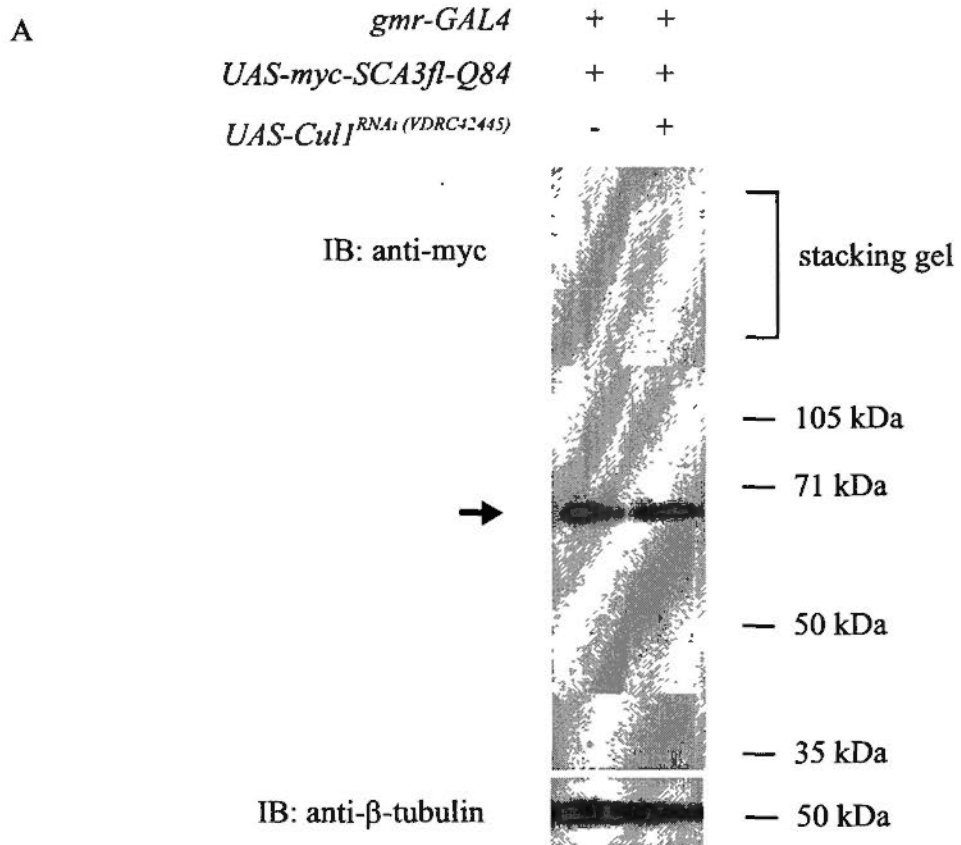 A
gmr-GAL4 + +
UAS-myc-SCA3fl-Q84 + +
UAS-Cul1RNAi (VDRC42445) - +
IB: anti-myc
stacking gel
105 kDa
71 kDa
50 kDa
35 kDa
IB: anti-β-tubulin
50 kDa